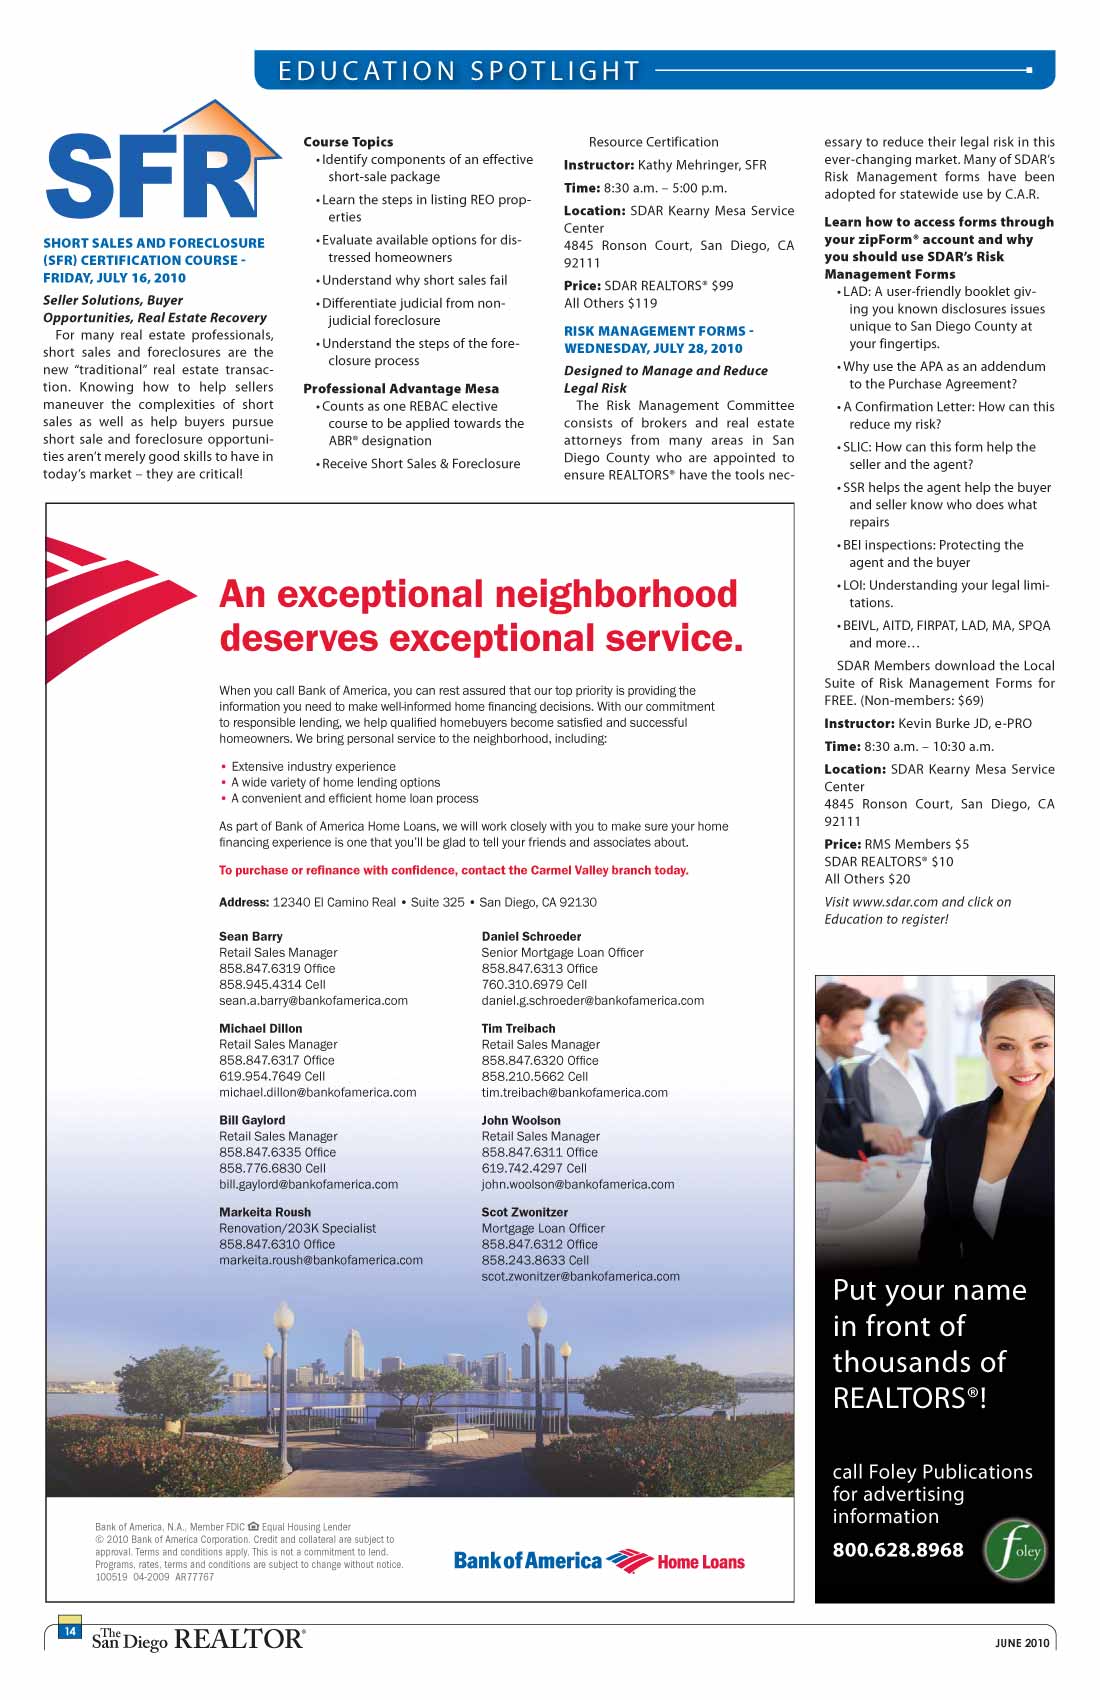 EDUCATION SPOTLIGHT
SFR
SHORT SALES AND FORECLOSURE
(SFR) CERTIFICATION COURSE -
FRIDAY, JULY 16, 2010
Seller Solutions, Buyer
Opportunities, Real Estate Recovery
For many real estate professionals,
short sales and foreclosures are the
new “traditional” real estate transac-
tion. Knowing how to help sellers
maneuver the complexities of short
sales as well as help buyers pursue
short sale and foreclosure opportuni-
ties aren’t merely good skills to have in
today’s market – they are critical!
Course Topics
• Identify components of an effective
short-sale package
• Learn the steps in listing REO prop-
erties
• Evaluate available options for dis-
tressed homeowners
• Understand why short sales fail
• Differentiate judicial from non-
judicial foreclosure
• Understand the steps of the fore-
closure process
Professional Advantage Mesa
• Counts as one REBAC elective
course to be applied towards the
ABR® designation
• Receive Short Sales & Foreclosure
Resource Certification
Instructor: Kathy Mehringer, SFR
Time: 8:30 a.m. – 5:00 p.m.
Location: SDAR Kearny Mesa Service
Center
4845 Ronson Court, San Diego, CA
92111
Price: SDAR REALTORS® $99
All Others $119
RISK MANAGEMENT FORMS -
WEDNESDAY, JULY 28, 2010
Designed to Manage and Reduce
Legal Risk
The Risk Management Committee
consists of brokers and real estate
attorneys from many areas in San
Diego County who are appointed to
ensure REALTORS® have the tools nec-
essary to reduce their legal risk in this
ever-changing market. Many of SDAR’s
Risk Management forms have been
adopted for statewide use by C.A.R.
Learn how to access forms through
your zipForm® account and why
you should use SDAR’s Risk
Management Forms
• LAD: A user-friendly booklet giv-
ing you known disclosures issues
unique to San Diego County at
your fingertips.
• Why use the APA as an addendum
to the Purchase Agreement?
• A Confirmation Letter: How can this
reduce my risk?
• SLIC: How can this form help the
seller and the agent?
• SSR helps the agent help the buyer
and seller know who does what
repairs
• BEI inspections: Protecting the
agent and the buyer
• LOI: Understanding your legal limi-
tations.
• BEIVL, AITD, FIRPAT, LAD, MA, SPQA
and more…
SDAR Members download the Local
Suite of Risk Management Forms for
FREE. (Non-members: $69)
Instructor: Kevin Burke JD, e-PRO
Time: 8:30 a.m. – 10:30 a.m.
Location: SDAR Kearny Mesa Service
Center
4845 Ronson Court, San Diego, CA
92111
Price: RMS Members $5
SDAR REALTORS® $10
All Others $20
Visit www.sdar.com and click on
Education to register!
An exceptional neighborhood
deserves exceptional service.
When you call Bank of America, you can rest assured that our top priority is providing the
information you need to make well-informed home financing decisions. With our commitment
to responsible lending, we help qualified homebuyers become satisfied and successful
homeowners. We bring personal service to the neighborhood, including:
• Extensive industry experience
• A wide variety of home lending options
• A convenient and efficient home loan process
As part of Bank of America Home Loans, we will work closely with you to make sure your home
financing experience is one that you’ll be glad to tell your friends and associates about.
To purchase or refinance with confidence, contact the Carmel Valley branch today.
Address: 12340 El Camino Real • Suite 325 • San Diego, CA 92130
Sean Barry
Retail Sales Manager
858.847.6319 Office
858.945.4314 Cell
sean.a.barry@bankofamerica.com
Michael Dillon
Retail Sales Manager
858.847.6317 Office
619.954.7649 Cell
michael.dillon@bankofamerica.com
Bill Gaylord
Retail Sales Manager
858.847.6335 Office
858.776.6830 Cell
bill.gaylord@bankofamerica.com
Markeita Roush
Renovation/203K Specialist
858.847.6310 Office
markeita.roush@bankofamerica.com
Daniel Schroeder
Senior Mortgage Loan Officer
858.847.6313 Office
760.310.6979 Cell
daniel.g.schroeder@bankofamerica.com
Tim Treibach
Retail Sales Manager
858.847.6320 Office
858.210.5662 Cell
tim.treibach@bankofamerica.com
John Woolson
Retail Sales Manager
858.847.6311 Office
619.742.4297 Cell
john.woolson@bankofamerica.com
Scot Zwonitzer
Mortgage Loan Officer
858.847.6312 Office
858.243.8633 Cell
scot.zwonitzer@bankofamerica.com
Bank of America, N.A., Member FDIC Equal Housing Lender
© 2010 Bank of America Corporation. Credit and collateral are subject to
approval. Terms and conditions apply. This is not a commitment to lend.
Programs, rates, terms and conditions are subject to change without notice.
100519 04-2009 AR77767
Bank of America Home Loans
Put your name
in front of
thousands of
REALTORS®!
call Foley Publications
for advertising
information
800.628.8968
foley
14
The San Diego REALTOR®
JUNE 2010